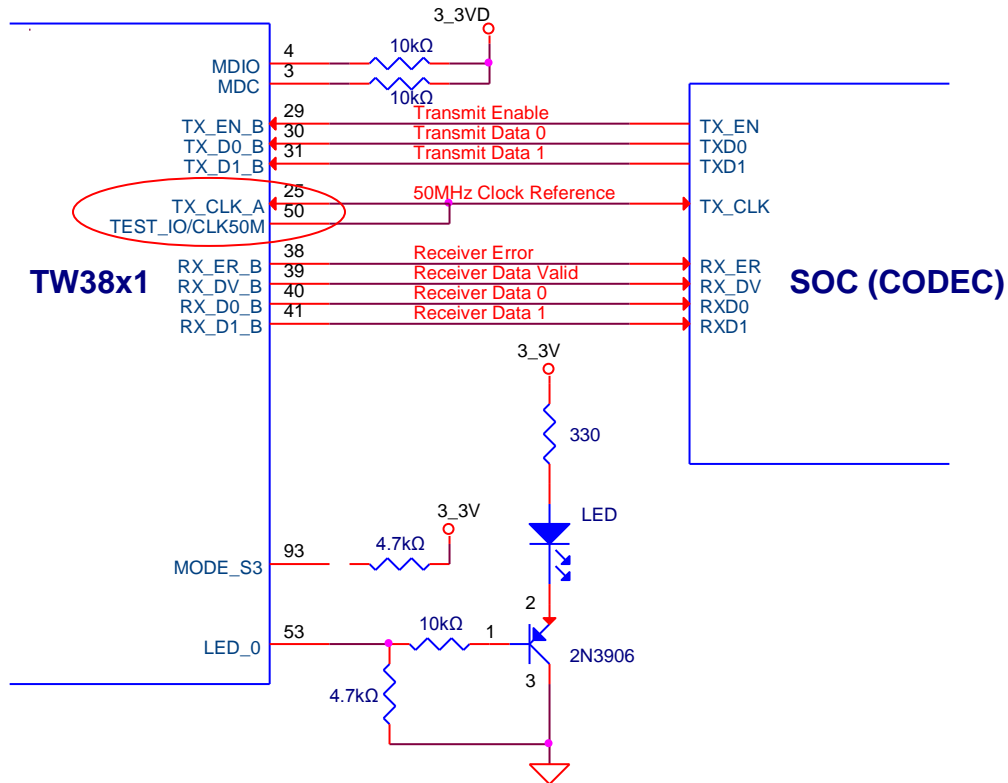 3_3VD
10kΩ
4
MDIO
3
MDC
10kΩ
29
Transmit Enable
TX_EN_B
TX_EN
30
Transmit Data 0
TX_D0_B
TXD0
31
Transmit Data 1
TX_D1_B
TXD1
25
50MHz Clock Reference
TX_CLK_A
TX_CLK
50
TEST_IO/CLK50M
38
Receiver Error
RX_ER_B
RX_ER
39
Receiver Data Valid
RX_DV_B
RX_DV
TW38x1
SOC (CODEC)
40
Receiver Data 0
RX_D0_B
RXD0
41
Receiver Data 1
RX_D1_B
RXD1
3_3V
330
LED
3_3V
4.7kΩ
93
MODE_S3
2
53
10kΩ
1
LED_0
2N3906
3
4.7kΩ